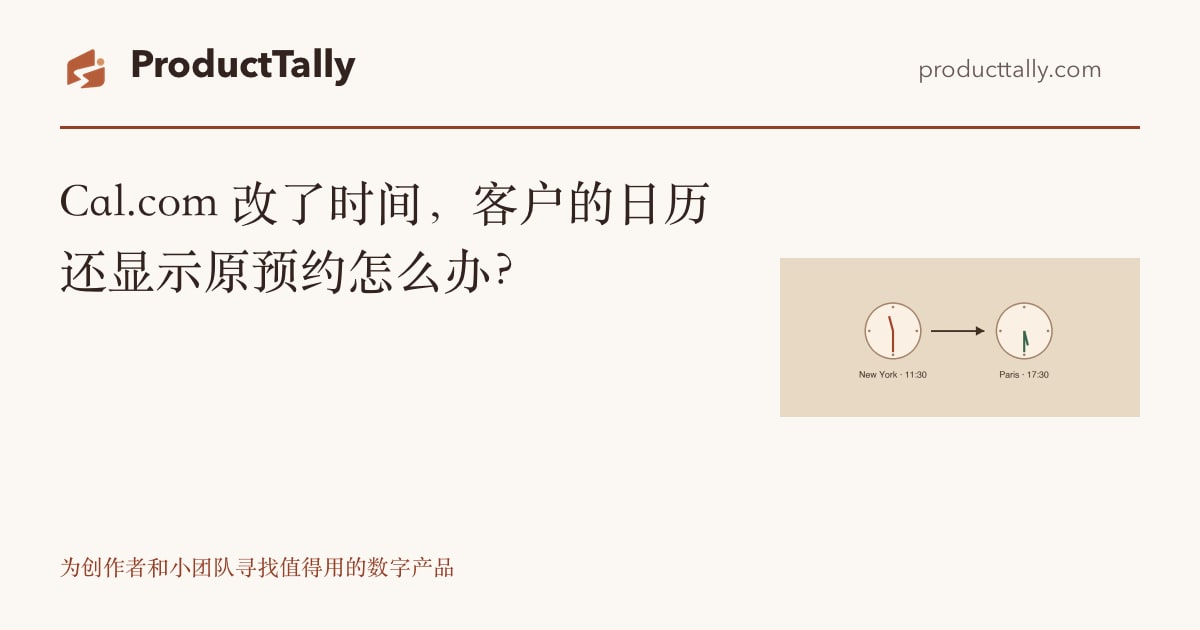 ProductTally
producttally.com
Cal.com 改了时间，客户的日历
还显示原预约怎么办?
New York · 11:30
Paris · 17:30
为创作者和小团队寻找值得用的数字产品